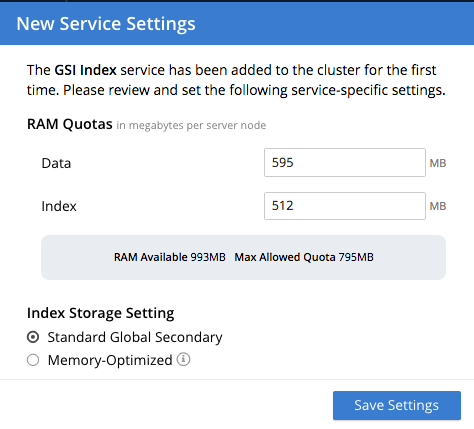 New Service Settings
The GSI Index service has been added to the cluster for the first
time. Please review and set the following service-specific settings.
RAM Quotas in megabytes per server node
Data 595 MB
Index 512 MB
RAM Available 993MB Max Allowed Quota 795MB
Index Storage Setting
Standard Global Secondary
Memory-Optimized i
Save Settings